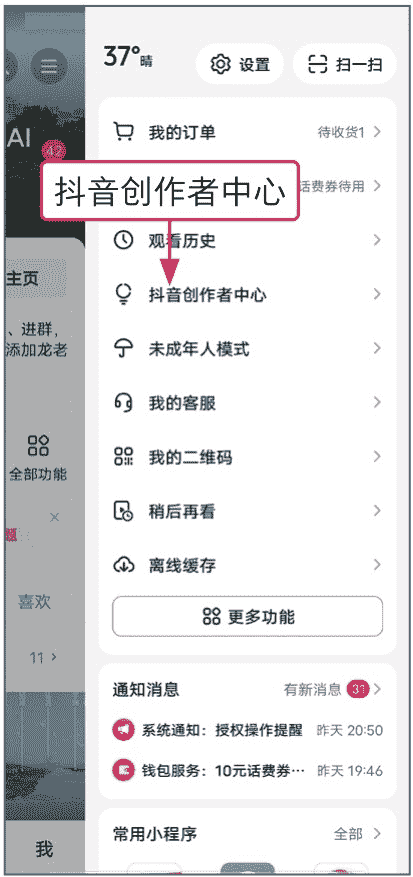 37°晴
设置
扫一扫
AI
42
我的订单
待收货1
抖音创作者中心
话费券待用
观看历史
主页
抖音创作者中心
、进群，
添加龙老
未成年人模式
我的客服
全部功能
我的二维码
稍后再看
离线缓存
喜欢
更多功能
11
通知消息
有新消息 31
系统通知：授权操作提醒
昨天 20:50
钱包服务：10元话费券…
昨天 19:46
常用小程序
全部
我